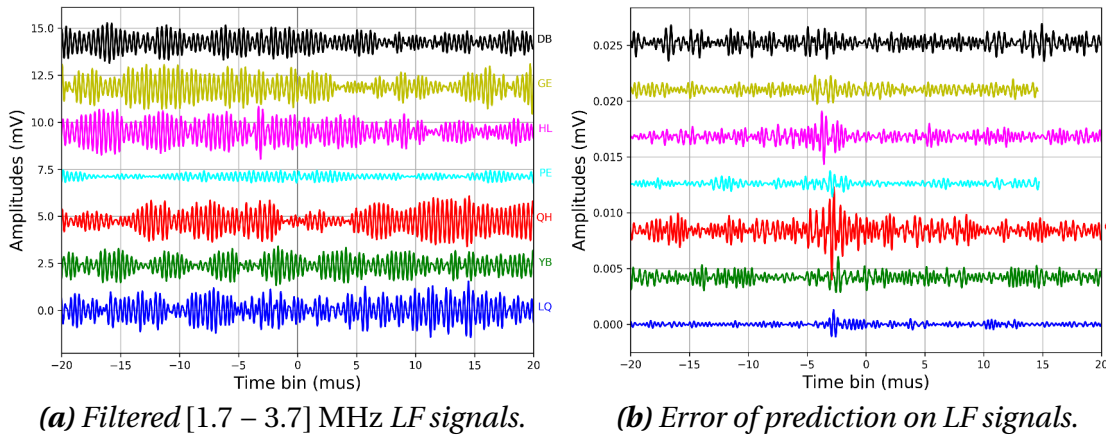 Amplitudes (mV)
15.0
12.5
10.0
7.5
5.0
2.5
0.0
DB
GE
HL
PE
QH
YB
LQ
−20 −15 −10 −5 0 5 10 15 20
Time bin (mus)
(a) Filtered [1.7 – 3.7] MHz LF signals.
Amplitudes (mV)
0.025
0.020
0.015
0.010
0.005
0.000
−20 −15 −10 −5 0 5 10 15 20
Time bin (mus)
(b) Error of prediction on LF signals.